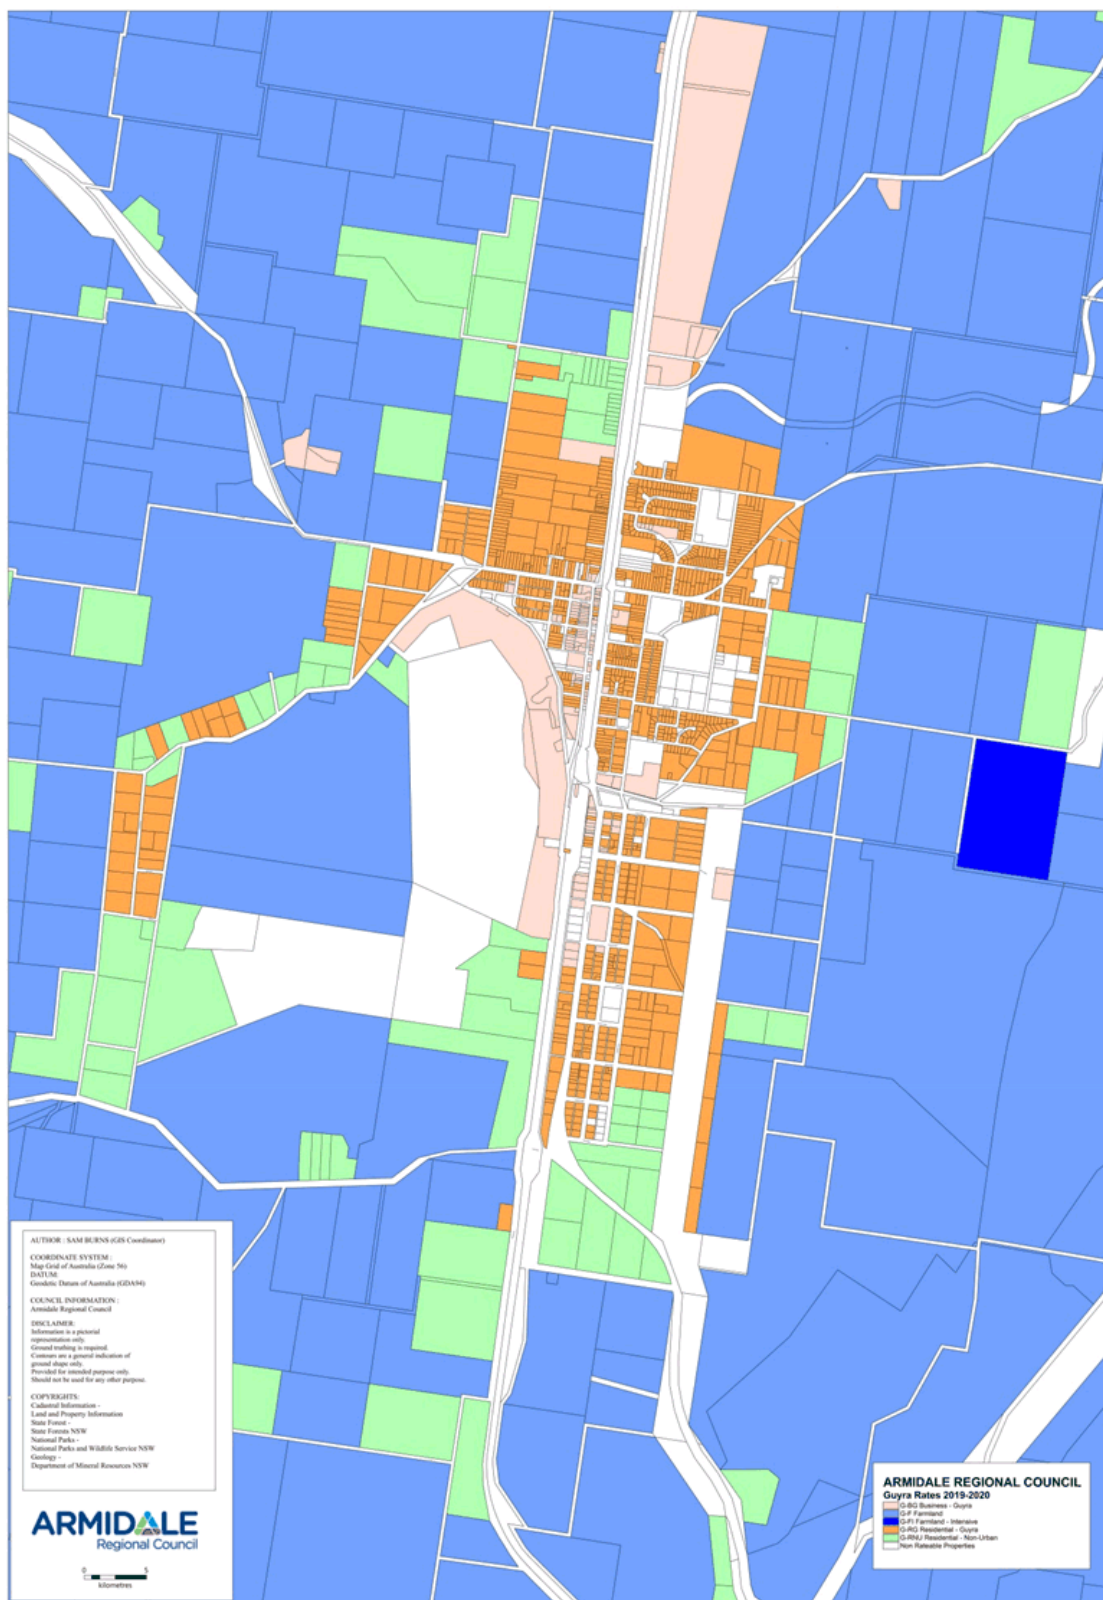 AUTHOR : SAM BURNS (GIS Coordinator)
COORDINATE SYSTEM :
Map Grid of Australia (Zone 56)
DATUM:
Geodetic Datum of Australia (GDA94)
COUNCIL INFORMATION :
Armidale Regional Council
DISCLAIMER:
Information is a pictorial
representation only.
Ground truthing is required.
Contours are a general indication of
ground shape only.
Provided for intended purpose only.
Should not be used for any other purpose.
COPYRIGHTS:
Cadastral Information -
Land and Property Information
State Forest -
State Forests NSW
National Parks -
National Parks and Wildlife Service NSW
Geology -
Department of Mineral Resources NSW
ARMIDALE
Regional Council
0 5
kilometres
ARMIDALE REGIONAL COUNCIL
Guyra Rates 2019-2020
G-BG Business - Guyra
G-F Farmland
G-FI Farmland - Intensive
G-RG Residential - Guyra
G-RNU Residential - Non-Urban
Non Rateable Properties